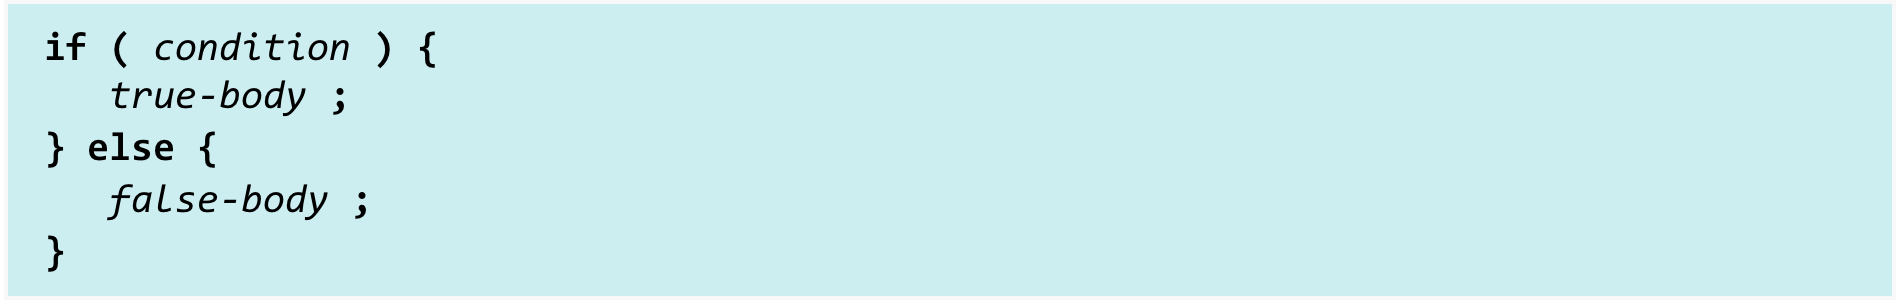 if ( condition ) {
true-body ;
} else {
false-body ;
}